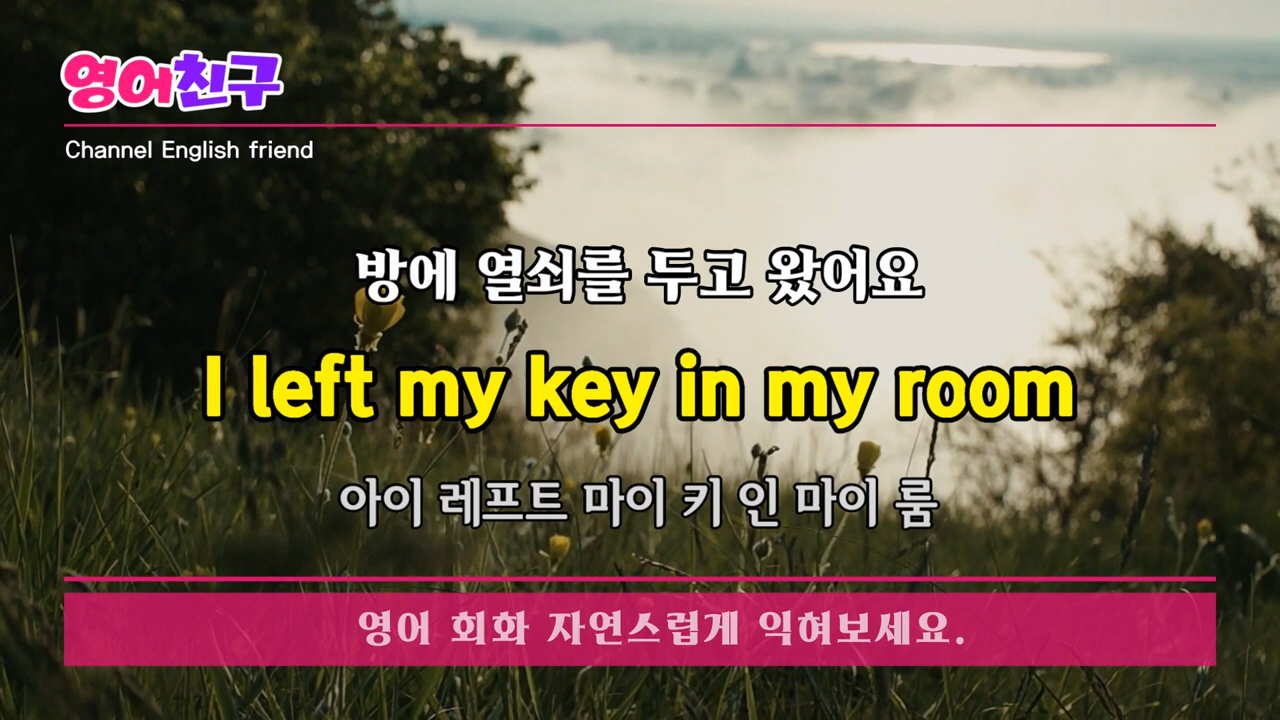 영어친구
Channel English friend
방에 열쇠를 두고 왔어요
I left my key in my room
아이 레프트 마이 키 인 마이 룸
영어 회화 자연스럽게 익혀보세요.